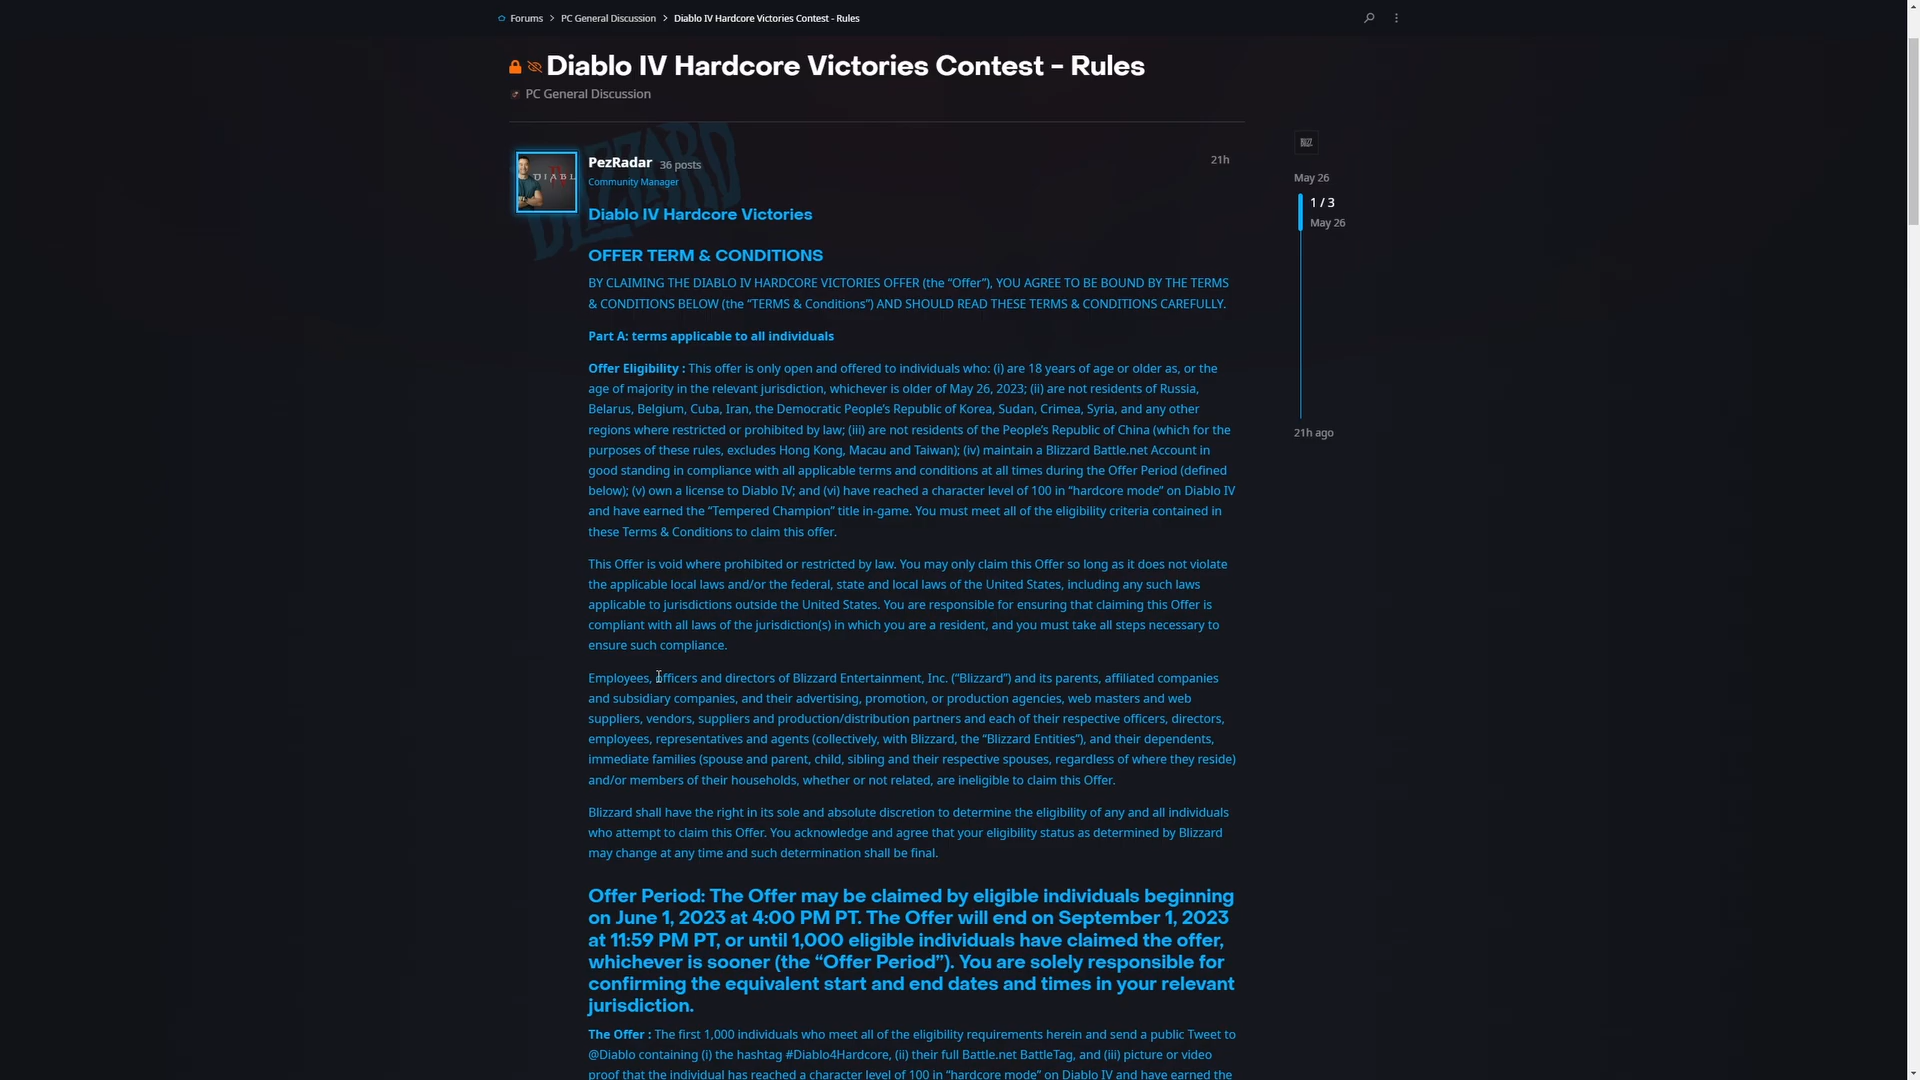 Forums > PC General Discussion > Diablo IV Hardcore Victories Contest - Rules
Diablo IV Hardcore Victories Contest - Rules
PC General Discussion
PezRadar 36 posts
21h
Community Manager
DIABL
BLIZZARD
May 26
1 / 3
May 26
21h ago
Diablo IV Hardcore Victories
OFFER TERM & CONDITIONS
BY CLAIMING THE DIABLO IV HARDCORE VICTORIES OFFER (the “Offer”), YOU AGREE TO BE BOUND BY THE TERMS
& CONDITIONS BELOW (the “TERMS & Conditions”) AND SHOULD READ THESE TERMS & CONDITIONS CAREFULLY.
Part A: terms applicable to all individuals
Offer Eligibility : This offer is only open and offered to individuals who: (i) are 18 years of age or older as, or the
age of majority in the relevant jurisdiction, whichever is older of May 26, 2023; (ii) are not residents of Russia,
Belarus, Belgium, Cuba, Iran, the Democratic People’s Republic of Korea, Sudan, Crimea, Syria, and any other
regions where restricted or prohibited by law; (iii) are not residents of the People’s Republic of China (which for the
purposes of these rules, excludes Hong Kong, Macau and Taiwan); (iv) maintain a Blizzard Battle.net Account in
good standing in compliance with all applicable terms and conditions at all times during the Offer Period (defined
below); (v) own a license to Diablo IV; and (vi) have reached a character level of 100 in “hardcore mode” on Diablo IV
and have earned the “Tempered Champion” title in-game. You must meet all of the eligibility criteria contained in
these Terms & Conditions to claim this offer.
This Offer is void where prohibited or restricted by law. You may only claim this Offer so long as it does not violate
the applicable local laws and/or the federal, state and local laws of the United States, including any such laws
applicable to jurisdictions outside the United States. You are responsible for ensuring that claiming this Offer is
compliant with all laws of the jurisdiction(s) in which you are a resident, and you must take all steps necessary to
ensure such compliance.
Employees, officers and directors of Blizzard Entertainment, Inc. (“Blizzard”) and its parents, affiliated companies
and subsidiary companies, and their advertising, promotion, or production agencies, web masters and web
suppliers, vendors, suppliers and production/distribution partners and each of their respective officers, directors,
employees, representatives and agents (collectively, with Blizzard, the “Blizzard Entities”), and their dependents,
immediate families (spouse and parent, child, sibling and their respective spouses, regardless of where they reside)
and/or members of their households, whether or not related, are ineligible to claim this Offer.
Blizzard shall have the right in its sole and absolute discretion to determine the eligibility of any and all individuals
who attempt to claim this Offer. You acknowledge and agree that your eligibility status as determined by Blizzard
may change at any time and such determination shall be final.
Offer Period: The Offer may be claimed by eligible individuals beginning
on June 1, 2023 at 4:00 PM PT. The Offer will end on September 1, 2023
at 11:59 PM PT, or until 1,000 eligible individuals have claimed the offer,
whichever is sooner (the “Offer Period”). You are solely responsible for
confirming the equivalent start and end dates and times in your relevant
jurisdiction.
The Offer : The first 1,000 individuals who meet all of the eligibility requirements herein and send a public Tweet to
@Diablo containing (i) the hashtag #Diablo4Hardcore, (ii) their full Battle.net BattleTag, and (iii) picture or video
proof that the individual has reached a character level of 100 in “hardcore mode” on Diablo IV and have earned the